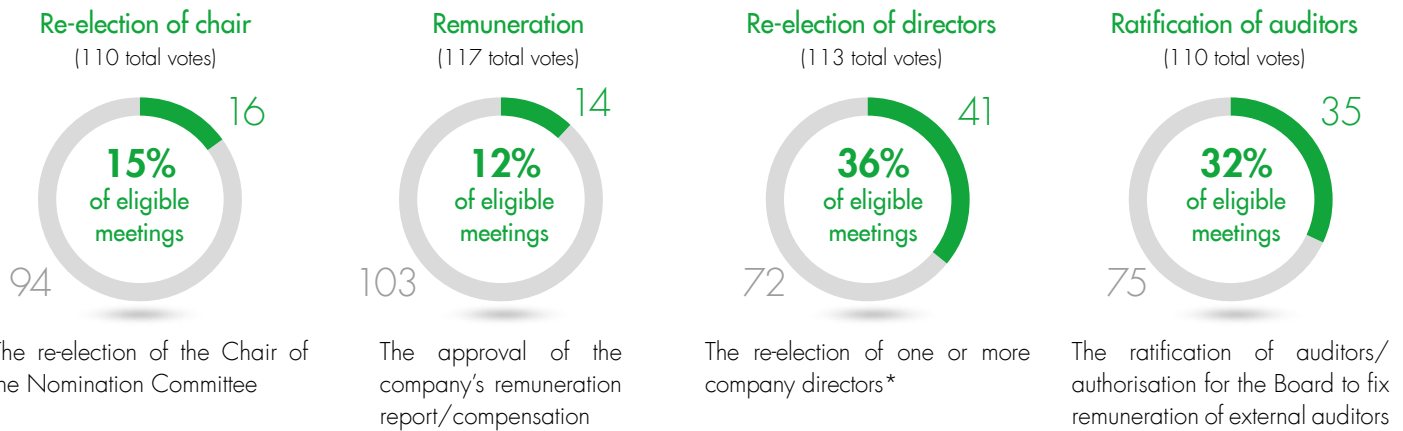 Re-election of chair
(110 total votes)
16
15%
of eligible
meetings
94
he re-election of the Chair of
he Nomination Committee
Remuneration
(117 total votes)
14
12%
of eligible
meetings
103
The approval of the
company's remuneration
report/compensation
Re-election of directors
(113 total votes)
41
36%
of eligible
meetings
72
The re-election of one or more
company directors*
Ratification of auditors
(110 total votes)
35
32%
of eligible
meetings
75
The ratification of auditors/
authorisation for the Board to fix
remuneration of external auditors